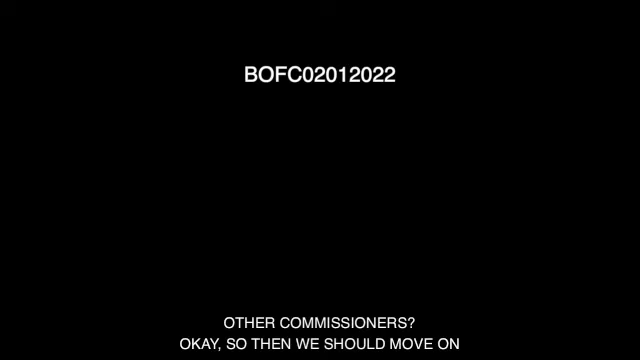 BOFC02012022
OTHER COMMISSIONERS?
OKAY, SO THEN WE SHOULD MOVE ON